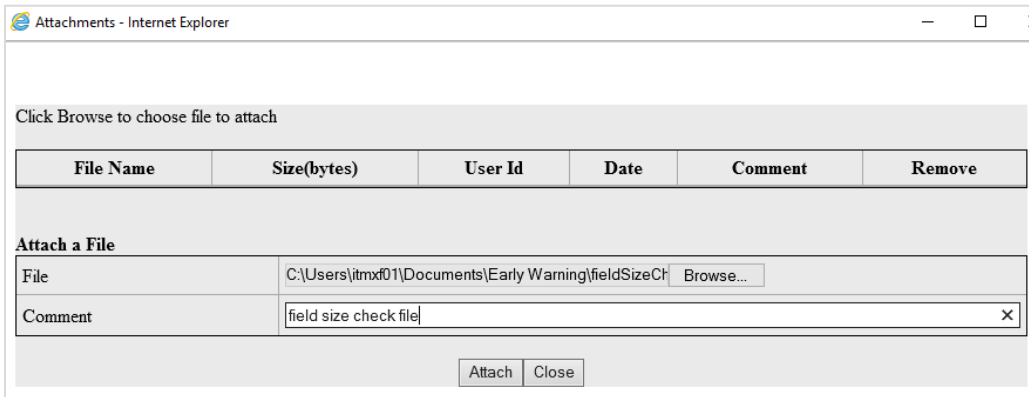 Attachments - Internet Explorer
Click Browse to choose file to attach
File Name Size(bytes) User Id Date Comment Remove
Attach a File
File C:\Users\itmxf01\Documents\Early Warning\fieldSizeCh Browse...
Comment field size check file
Attach Close